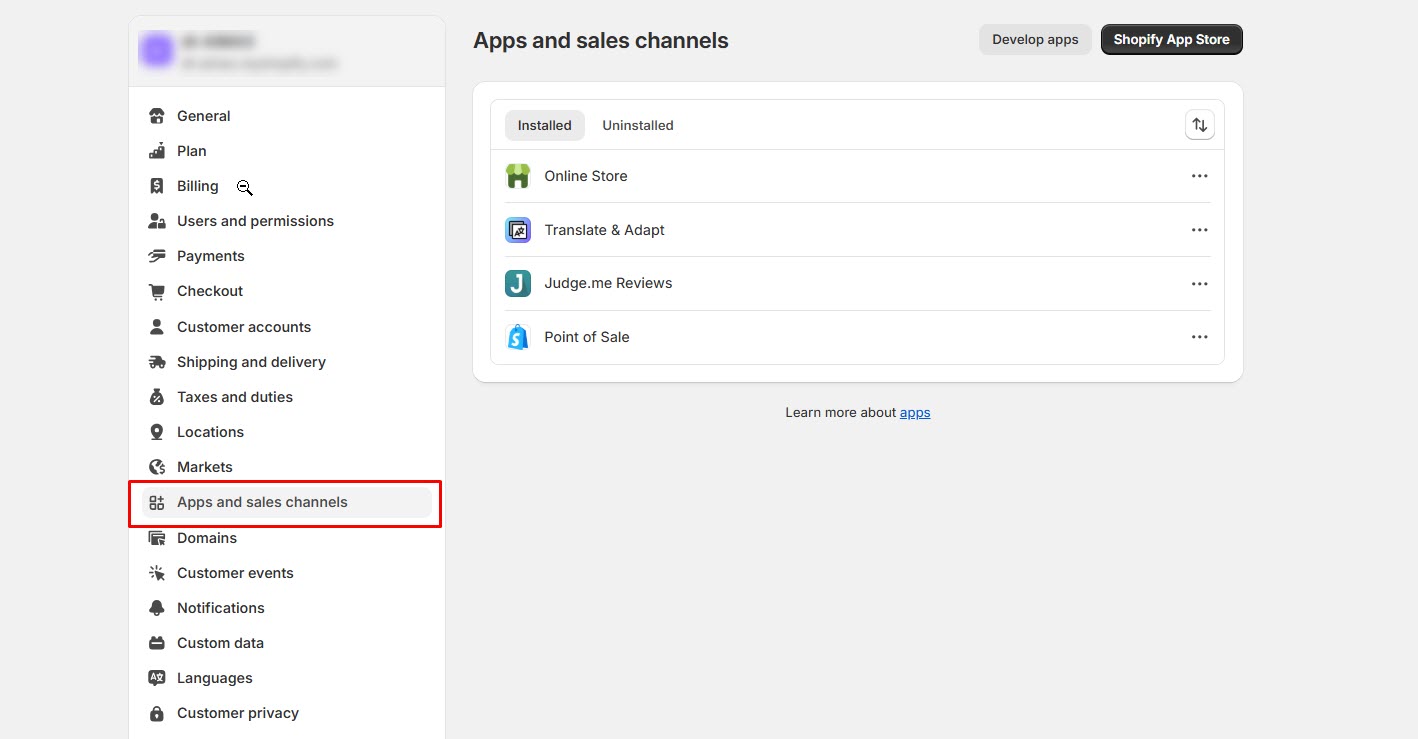 General
Plan
Billing
Users and permissions
Payments
Checkout
Customer accounts
Shipping and delivery
Taxes and duties
Locations
Markets
Apps and sales channels
Domains
Customer events
Notifications
Custom data
Languages
Customer privacy
Apps and sales channels
Develop apps
Shopify App Store
Installed Uninstalled
Online Store
Translate & Adapt
Judge.me Reviews
Point of Sale
Learn more about apps